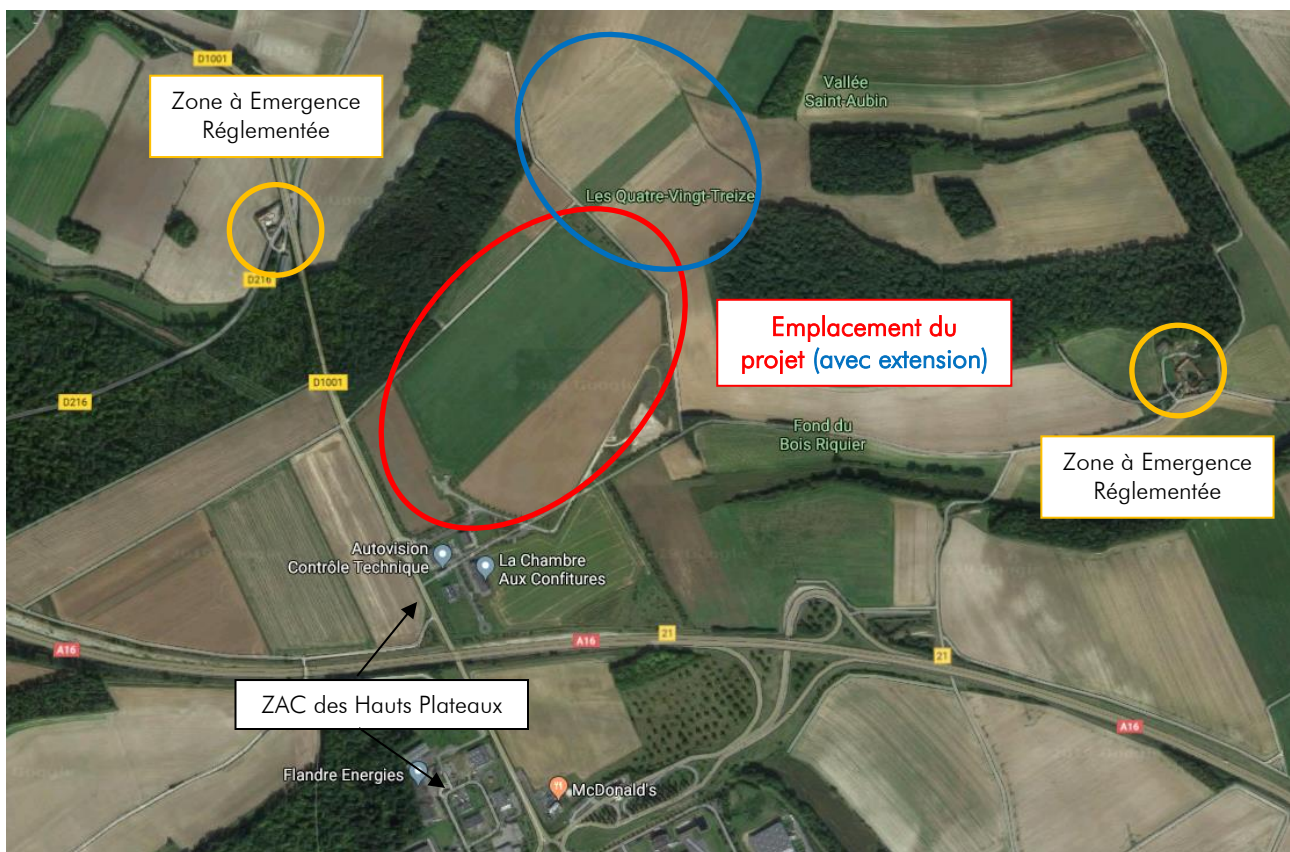 D1001
Zone à Emergence
Réglementée
Vallée
Saint-Aubin
Les Quatre-Vingt-Treize
D216
Emplacement du
projet (avec extension)
D1001
D216
Fond du
Bois Riquier
Zone à Emergence
Réglementée
Autovision
Contrôle Technique
La Chambre
Aux Confitures
A16
A16
21
21
ZAC des Hauts Plateaux
A16
Flandre Energies
McDonald's